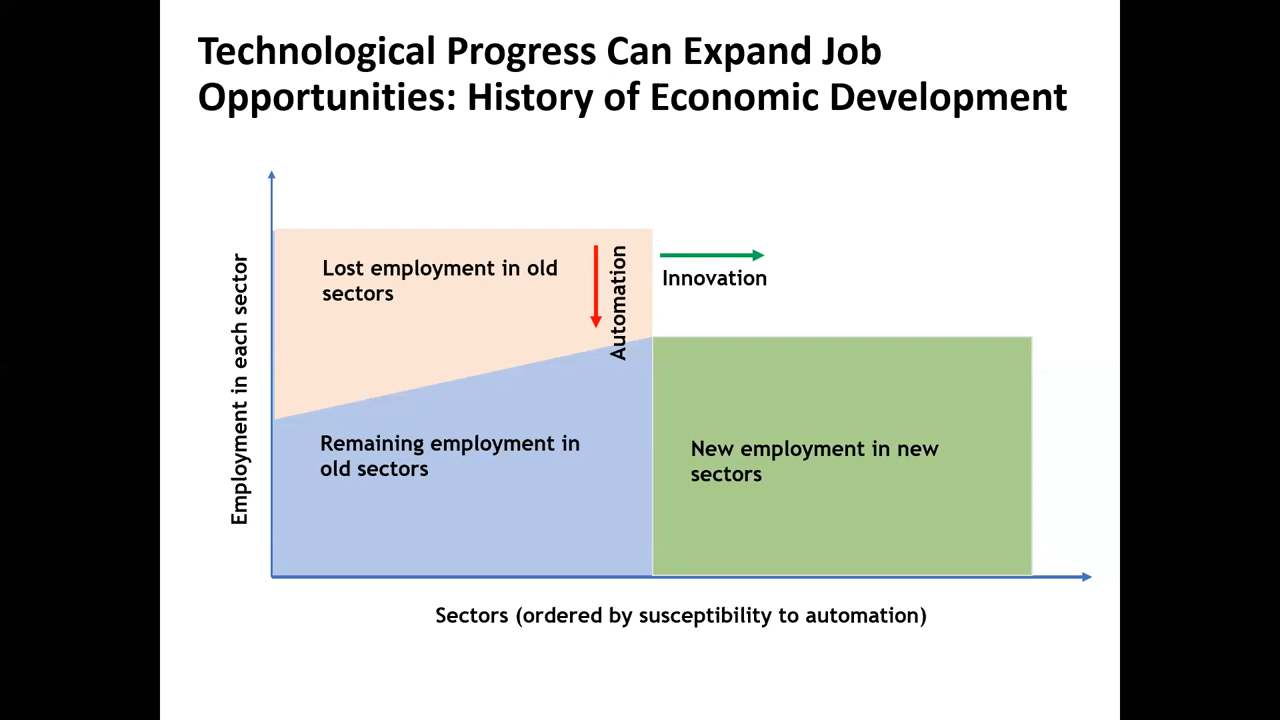 Technological Progress Can Expand Job
Opportunities: History of Economic Development
Employment in each sector
Lost employment in old
sectors
Automation
Innovation
Remaining employment in
old sectors
New employment in new
sectors
Sectors (ordered by susceptibility to automation)